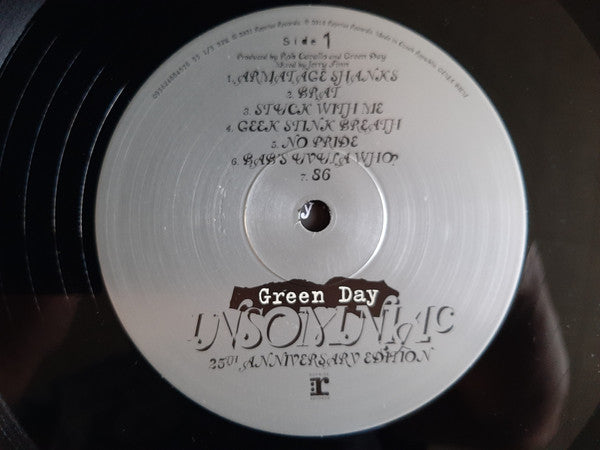 Side 1
Produced by Rob Cavallo and Green Day
Mixed by Jerry Finn
1. ARMATAGE SHANKS
2. BRAT
3. STUCK WITH ME
4. GEEK STINK BREATH
5. NO PRIDE
6. BAB'S UVULA WHO?
7. 86
y
Green Day
INSOMNIAC
25TH ANNIVERSARY EDITION
r